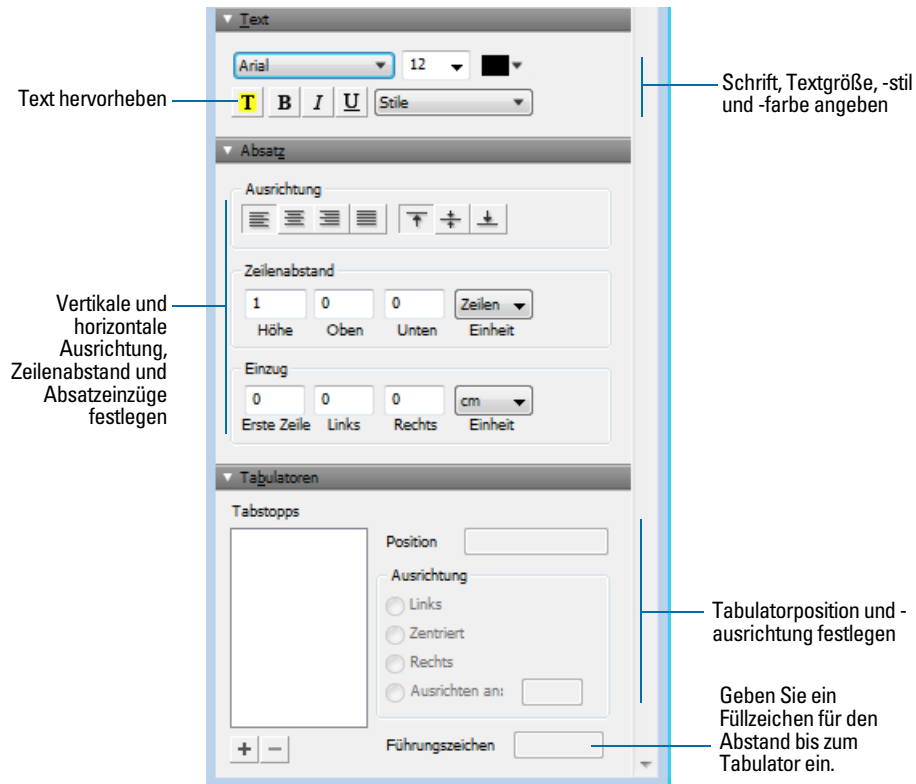 Text
Arial
12
Text hervorheben
T B I U Stile
Schrift, Textgröße, -stil
und -farbe angeben
Absatz
Ausrichtung
Zeilenabstand
1 0 0 Zeilen
Höhe Oben Unten Einheit
Vertikale und
horizontale
Ausrichtung,
Zeilenabstand und
Absatzeinzüge
festlegen
Einzug
0 0 0 cm
Erste Zeile Links Rechts Einheit
Tabulatoren
Tabstopps
Position
Ausrichtung
Links
Zentriert
Rechts
Ausrichten an:
Tabulatorposition und -
ausrichtung festlegen
Führungszeichen
Geben Sie ein
Füllzeichen für den
Abstand bis zum
Tabulator ein.